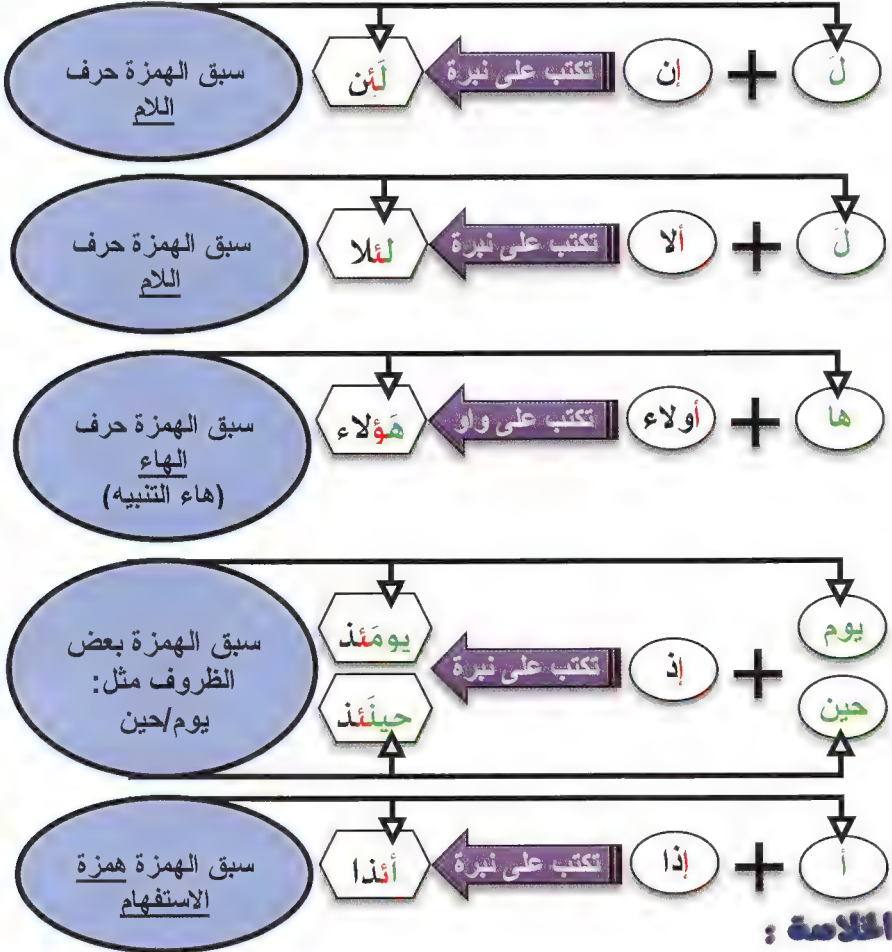 لَ + إن تكتب على نبرة لَئِن سبق الهمزة حرف
اللام
لَ + ألا تكتب على نبرة لئلا سبق الهمزة حرف
اللام
ها + أولاء تكتب على واو هَؤلاء سبق الهمزة حرف
الهاء
(هاء التنبيه)
يوم
حين
+ إذ تكتب على نبرة
يومَئذ
حينَئذ
سبق الهمزة بعض
الظروف مثل:
يوم/حين
أ + إذا تكتب على نبرة أئذا سبق الهمزة همزة
الاستفهام
الخلاصة :